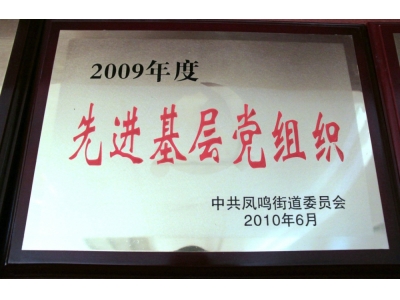 2009年度
先进基层党组织
中共凤鸣街道委员会
2010年6月